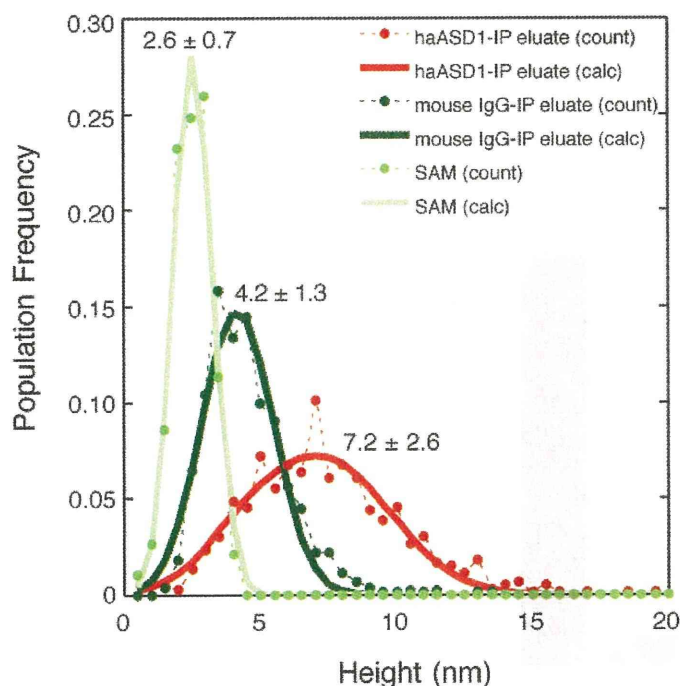 0.30
0.25
0.20
0.15
0.10
0.05
0
Population Frequency
2.6 ± 0.7
4.2 ± 1.3
7.2 ± 2.6
haASD1-IP eluate (count)
haASD1-IP eluate (calc)
mouse IgG-IP eluate (count)
mouse IgG-IP eluate (calc)
SAM (count)
SAM (calc)
0 5 10 15 20
Height (nm)